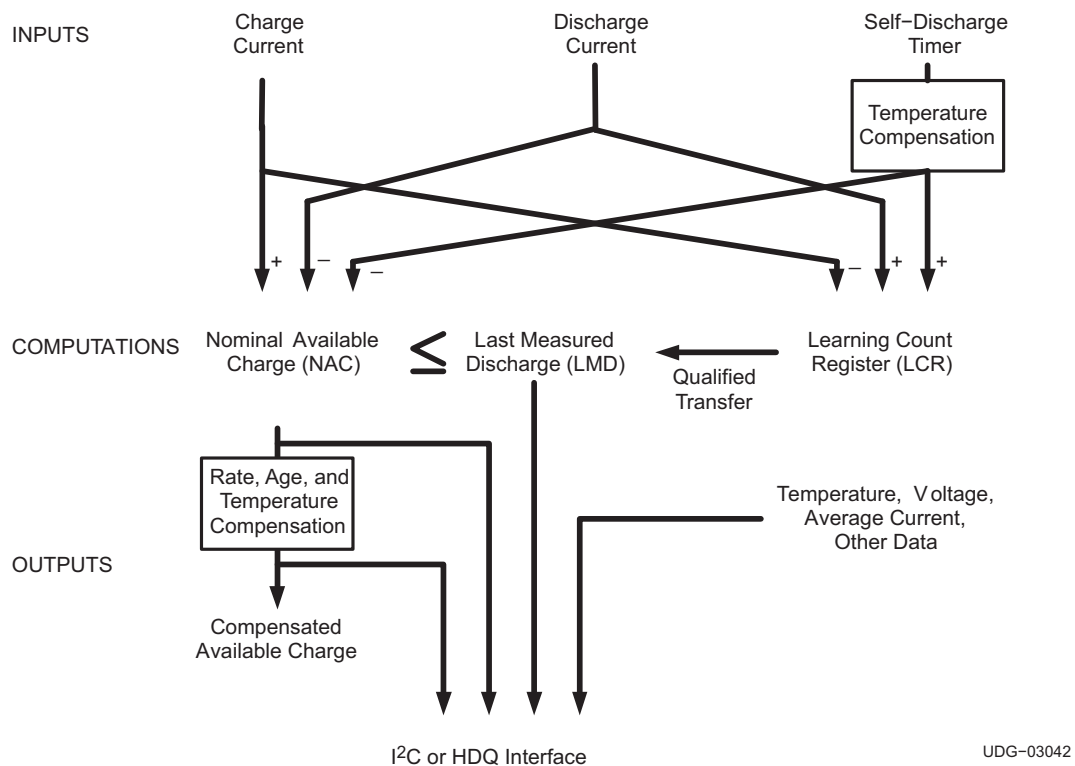 INPUTS
Charge
Current
Discharge
Current
Self−Discharge
Timer
Temperature
Compensation
+
−
−
−
+
+
COMPUTATIONS
Nominal Available
Charge (NAC)
≤
Last Measured
Discharge (LMD)
Qualified
Transfer
Learning Count
Register (LCR)
Rate, Age, and
Temperature
Compensation
Temperature, Voltage,
Average Current,
Other Data
OUTPUTS
Compensated
Available Charge
I²C or HDQ Interface
UDG−03042